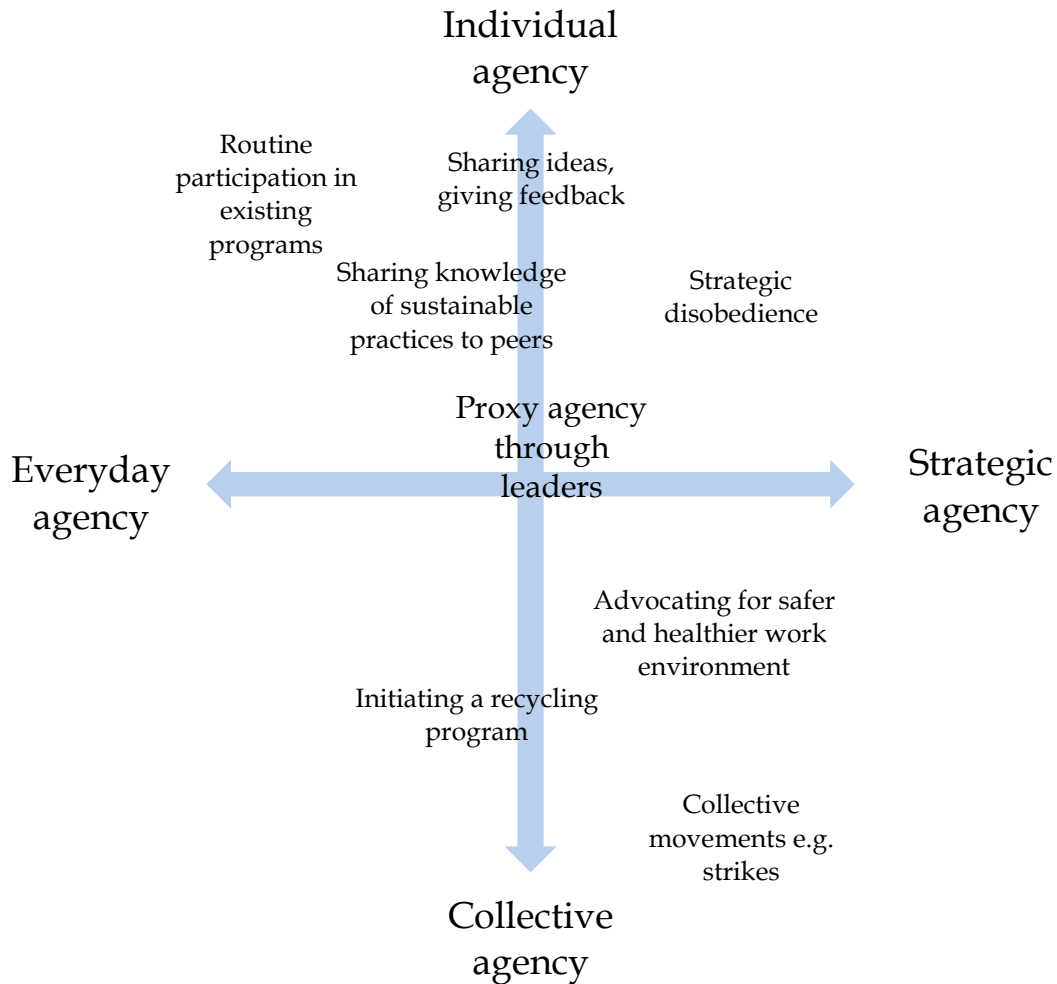 Individual
agency
Routine
participation in
existing
programs
Sharing ideas,
giving feedback
Sharing knowledge
of sustainable
practices to peers
Strategic
disobedience
Proxy agency
through
leaders
Everyday
agency
Strategic
agency
Advocating for safer
and healthier work
environment
Initiating a recycling
program
Collective
movements e.g.
strikes
Collective
agency